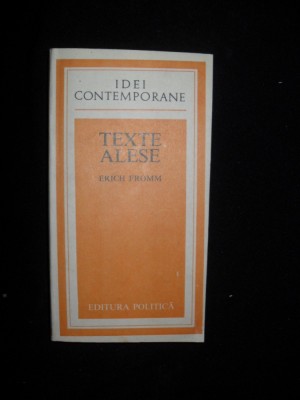 IDEI
CONTEMPORANE
TEXTE
ALESE
ERICH FROMM
EDITURA POLITICĂ